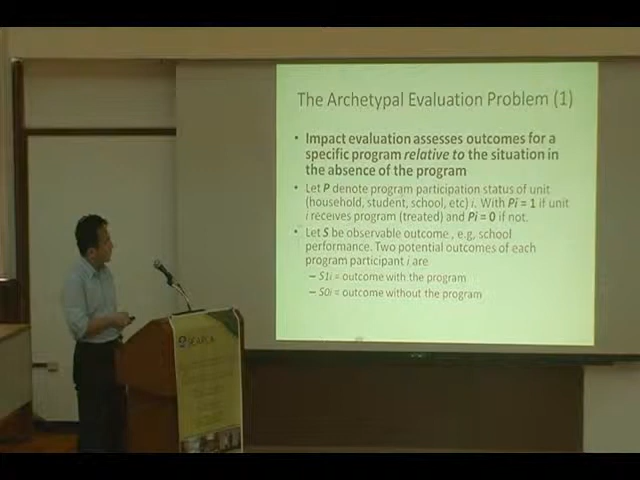 The Archetypal Evaluation Problem (1)
• Impact evaluation assesses outcomes for a
specific program relative to the situation in
the absence of the program
• Let P denote program participation status of unit
(household, student, school, etc) i. With Pi = 1 if unit
i receives program (treated) and Pi = 0 if not.
• Let S be observable outcome, e.g, school
performance. Two potential outcomes of each
program participant i are
– S1i = outcome with the program
– S0i = outcome without the program
SEARCA